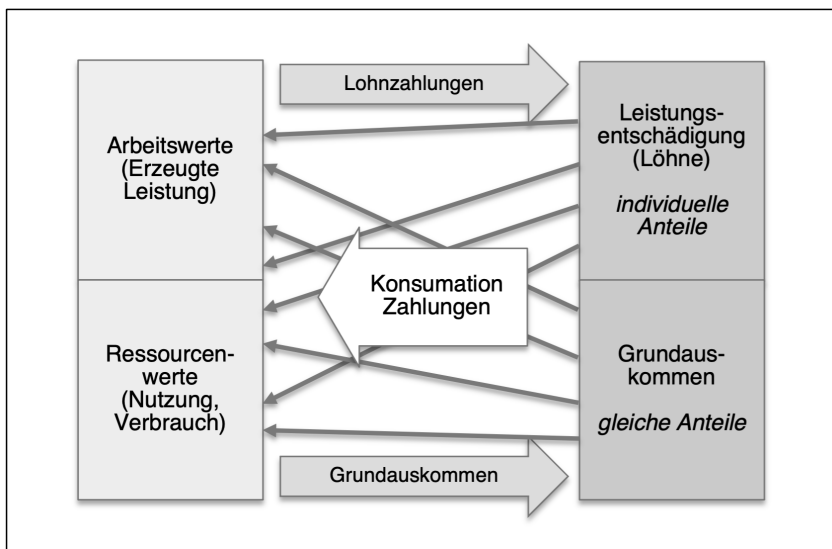 Lohnzahlungen
Arbeitswerte
(Erzeugte
Leistung)
Leistungs-
entschädigung
(Löhne)
individuelle
Anteile
Konsumation
Zahlungen
Ressourcen-
werte
(Nutzung,
Verbrauch)
Grundaus-
kommen
gleiche Anteile
Grundauskommen